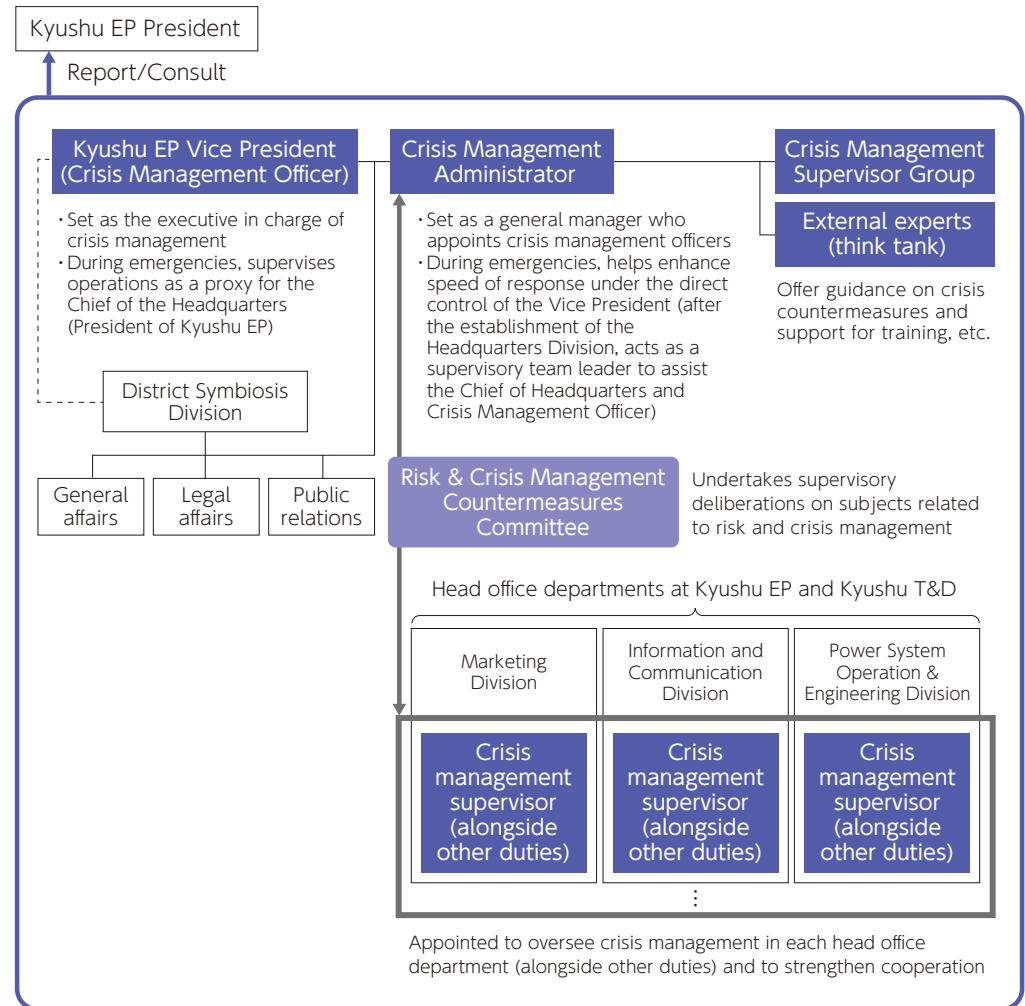 Kyushu EP President
Report/Consult
Kyushu EP Vice President
(Crisis Management Officer)
・Set as the executive in charge of
crisis management
・During emergencies, supervises
operations as a proxy for the
Chief of the Headquarters
(President of Kyushu EP)
Crisis Management
Administrator
・Set as a general manager who
appoints crisis management officers
・During emergencies, helps enhance
speed of response under the direct
control of the Vice President (after
the establishment of the
Headquarters Division, acts as a
supervisory team leader to assist
the Chief of Headquarters and
Crisis Management Officer)
Crisis Management
Supervisor Group
External experts
(think tank)
Offer guidance on crisis
countermeasures and
support for training, etc.
District Symbiosis
Division
General
affairs
Legal
affairs
Public
relations
Risk & Crisis Management
Countermeasures
Committee
Undertakes supervisory
deliberations on subjects related
to risk and crisis management
Head office departments at Kyushu EP and Kyushu T&D
Marketing
Division
Information and
Communication
Division
Power System
Operation &
Engineering Division
Crisis
management
supervisor
(alongside
other duties)
Crisis
management
supervisor
(alongside
other duties)
Crisis
management
supervisor
(alongside
other duties)
⋮
Appointed to oversee crisis management in each head office
department (alongside other duties) and to strengthen cooperation